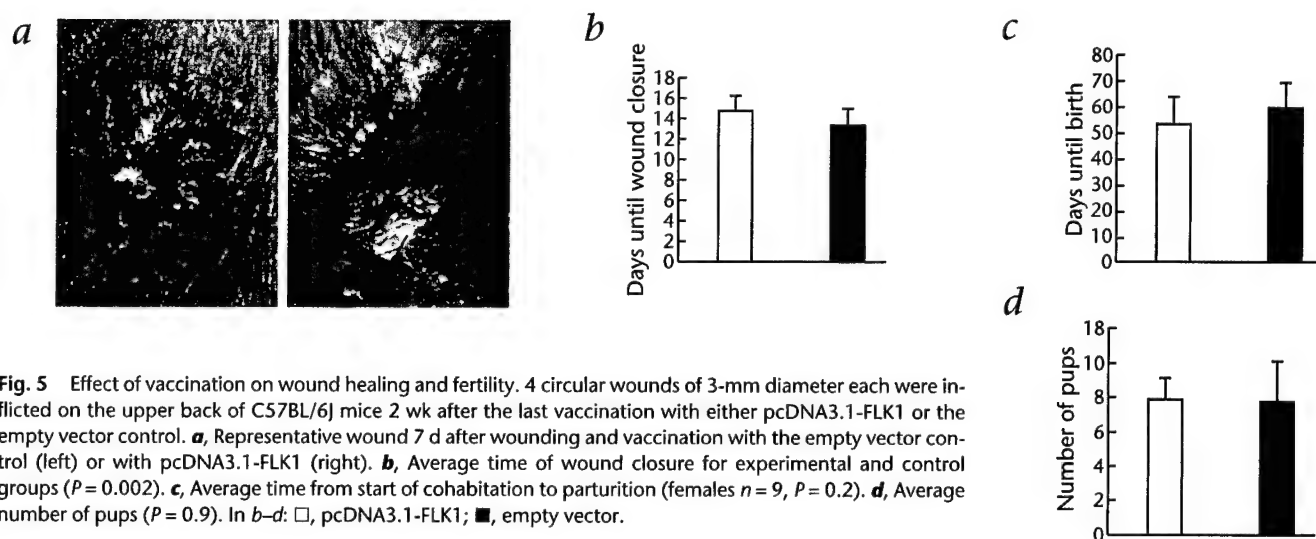 a
b
c
Days until wound closure
18
16
14
12
10
8
6
4
2
0
Days until birth
80
70
60
50
40
30
20
10
0
d
Number of pups
18
10
8
6
4
2
0
Fig. 5 Effect of vaccination on wound healing and fertility. 4 circular wounds of 3-mm diameter each were in-
flicted on the upper back of C57BL/6J mice 2 wk after the last vaccination with either pcDNA3.1-FLK1 or the
empty vector control. a, Representative wound 7 d after wounding and vaccination with the empty vector con-
trol (left) or with pcDNA3.1-FLK1 (right). b, Average time of wound closure for experimental and control
groups (P = 0.002). c, Average time from start of cohabitation to parturition (females n = 9, P = 0.2). d, Average
number of pups (P = 0.9). In b–d: □, pcDNA3.1-FLK1; ■, empty vector.